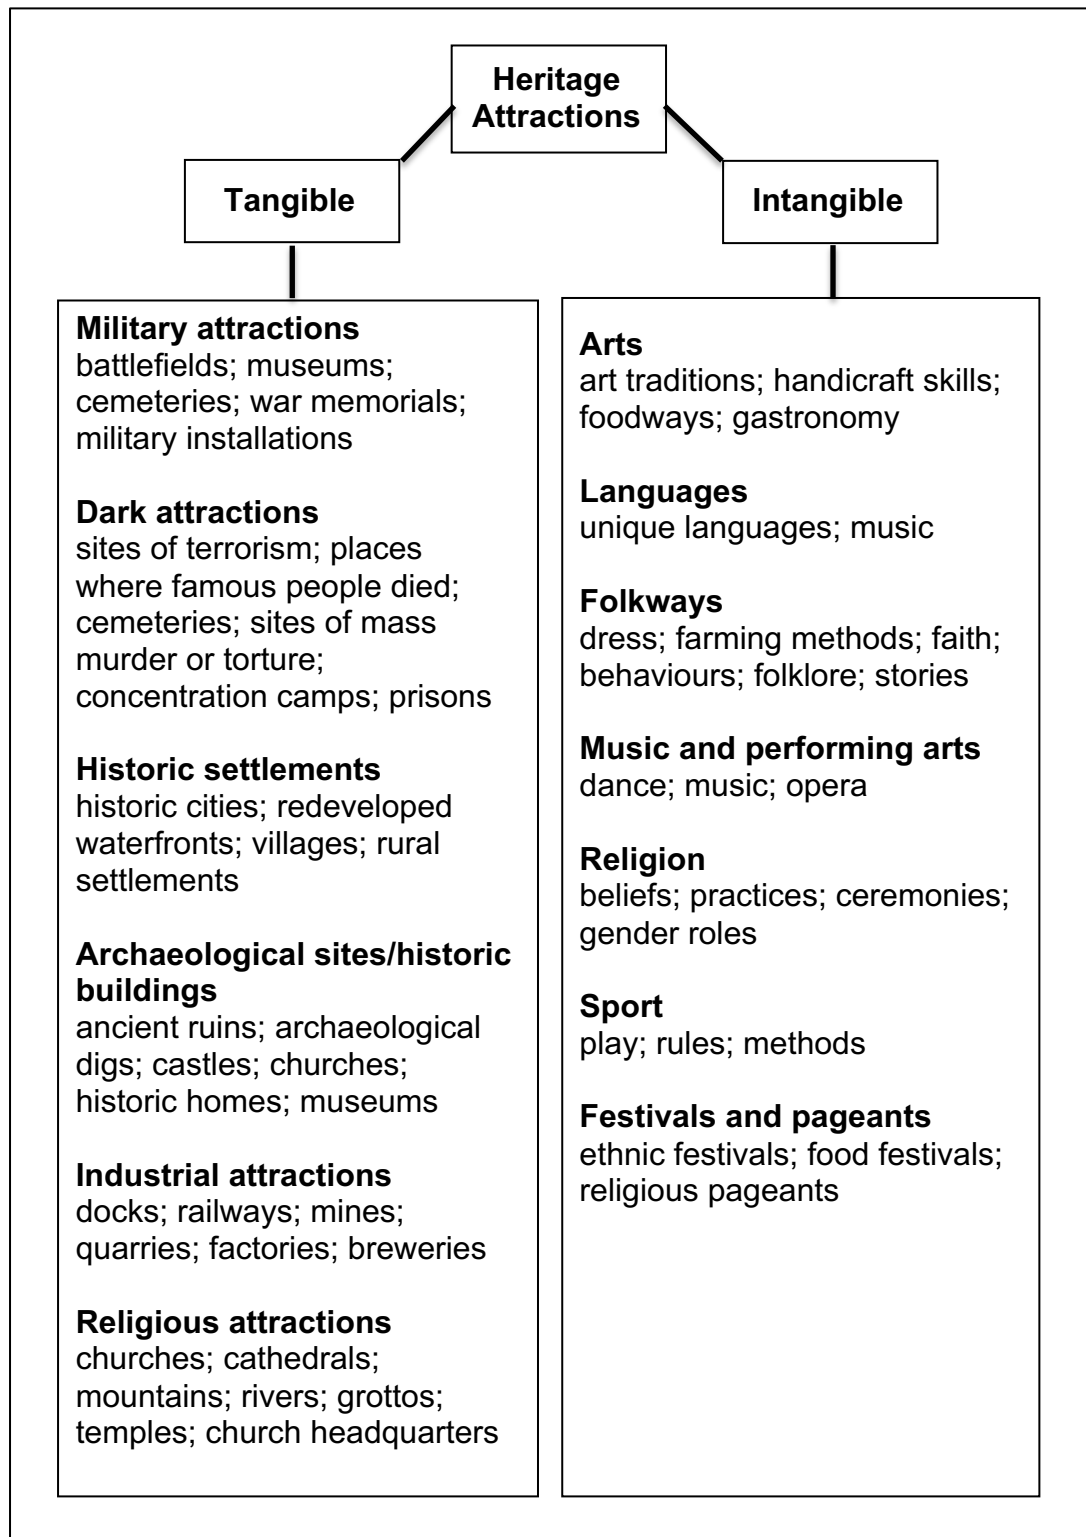 Heritage
Attractions
Tangible
Intangible
Military attractions
battlefields; museums;
cemeteries; war memorials;
military installations
Dark attractions
sites of terrorism; places
where famous people died;
cemeteries; sites of mass
murder or torture;
concentration camps; prisons
Historic settlements
historic cities; redeveloped
waterfronts; villages; rural
settlements
Archaeological sites/historic
buildings
ancient ruins; archaeological
digs; castles; churches;
historic homes; museums
Industrial attractions
docks; railways; mines;
quarries; factories; breweries
Religious attractions
churches; cathedrals;
mountains; rivers; grottos;
temples; church headquarters
Arts
art traditions; handicraft skills;
foodways; gastronomy
Languages
unique languages; music
Folkways
dress; farming methods; faith;
behaviours; folklore; stories
Music and performing arts
dance; music; opera
Religion
beliefs; practices; ceremonies;
gender roles
Sport
play; rules; methods
Festivals and pageants
ethnic festivals; food festivals;
religious pageants